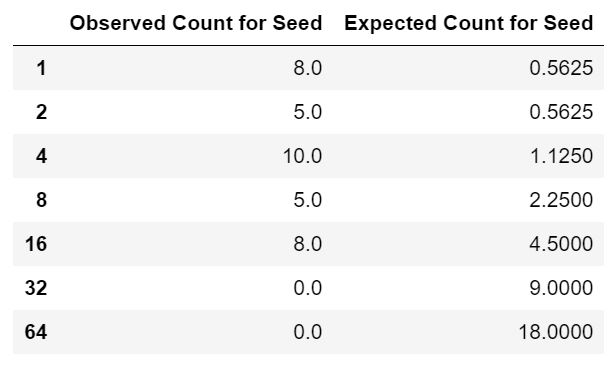 Observed Count for Seed Expected Count for Seed
1 8.0 0.5625
2 5.0 0.5625
4 10.0 1.1250
8 5.0 2.2500
16 8.0 4.5000
32 0.0 9.0000
64 0.0 18.0000